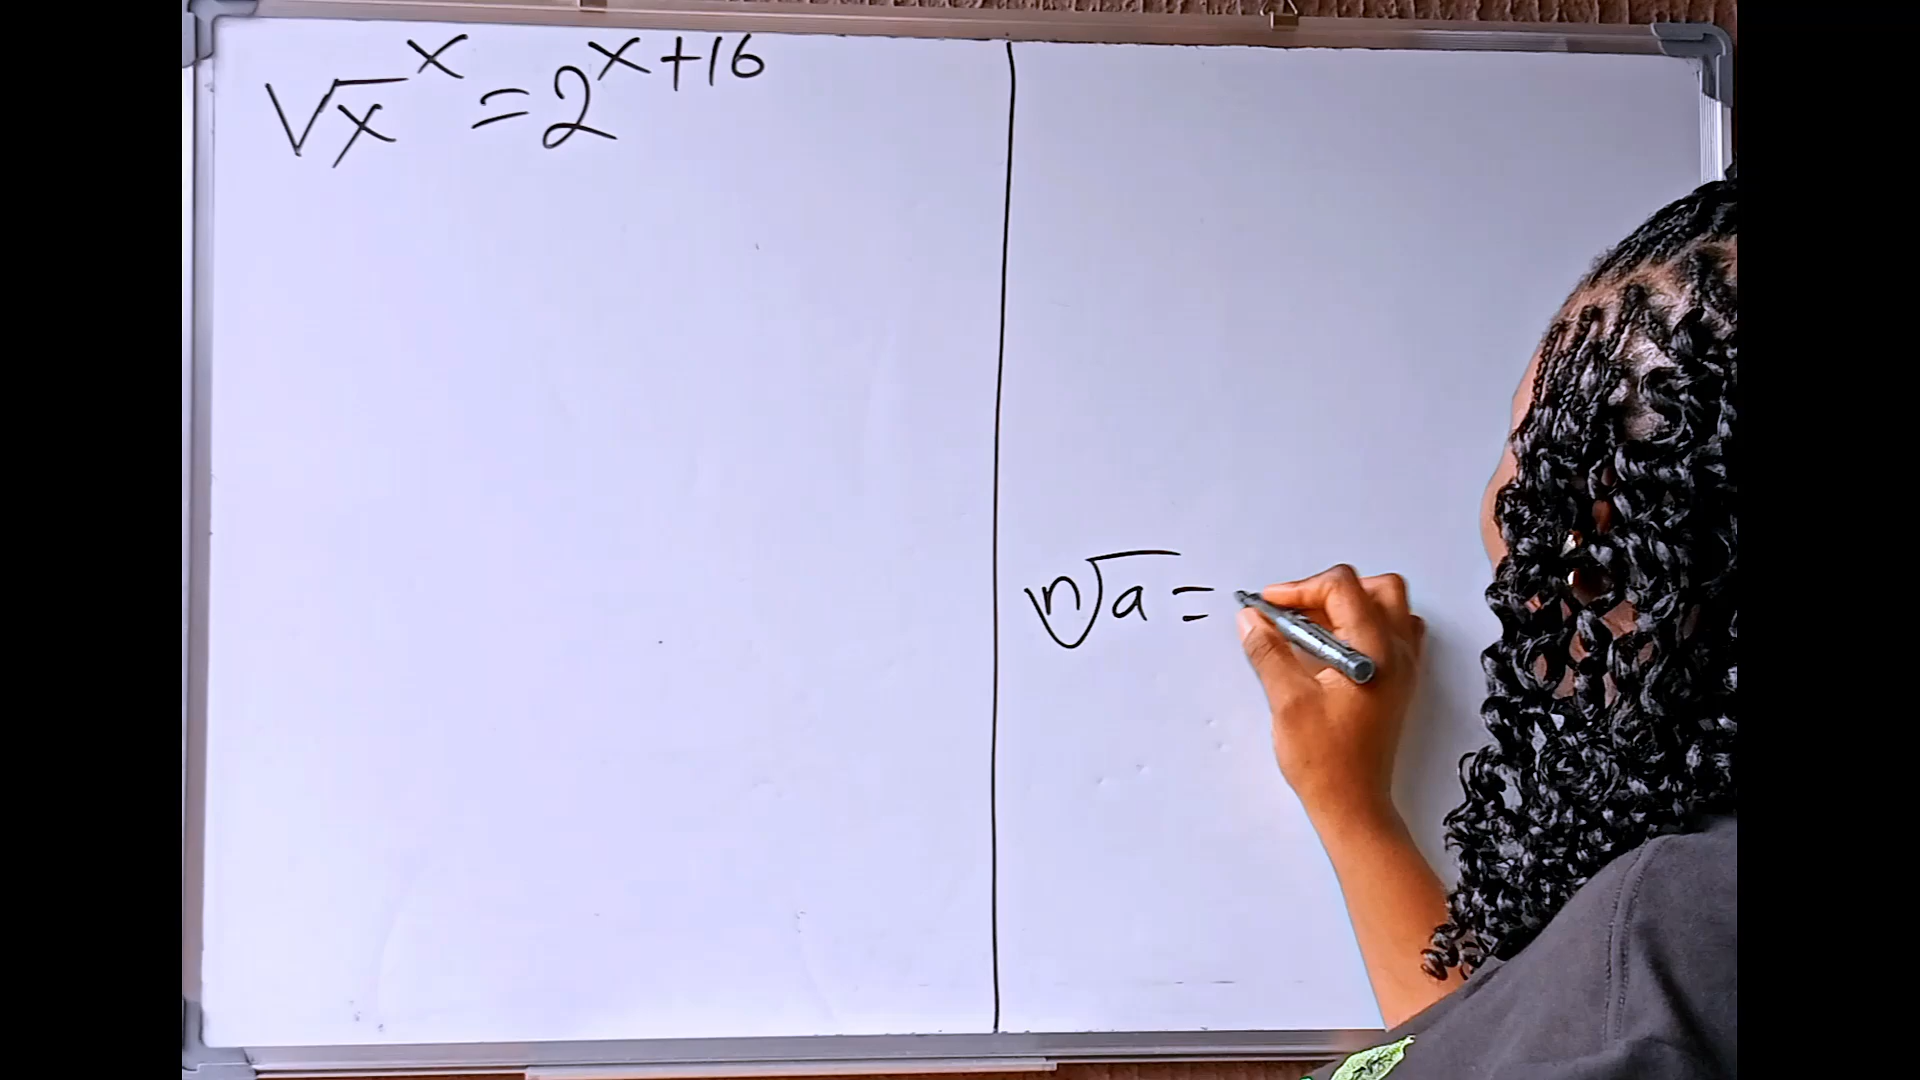 √x^x = 2^x+16
n√a =